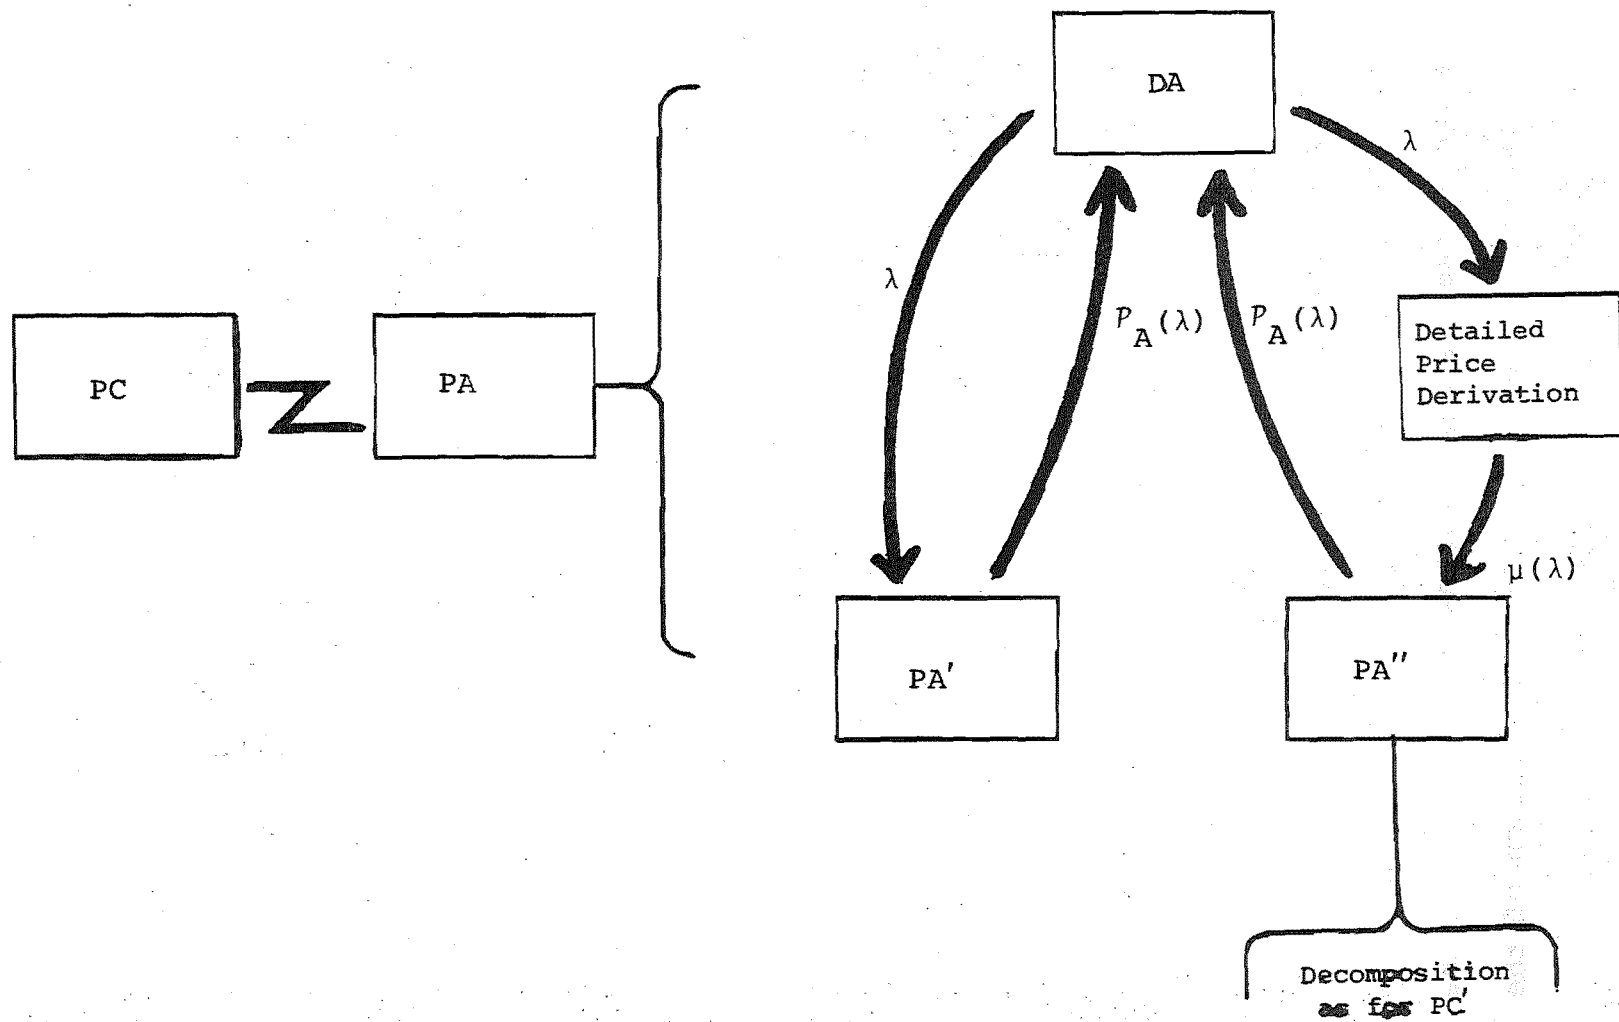 DA
λ
λ
P_A(λ)
P_A(λ)
Detailed
Price
Derivation
PC
PA
μ(λ)
PA'
PA''
Decomposition
as for PC'